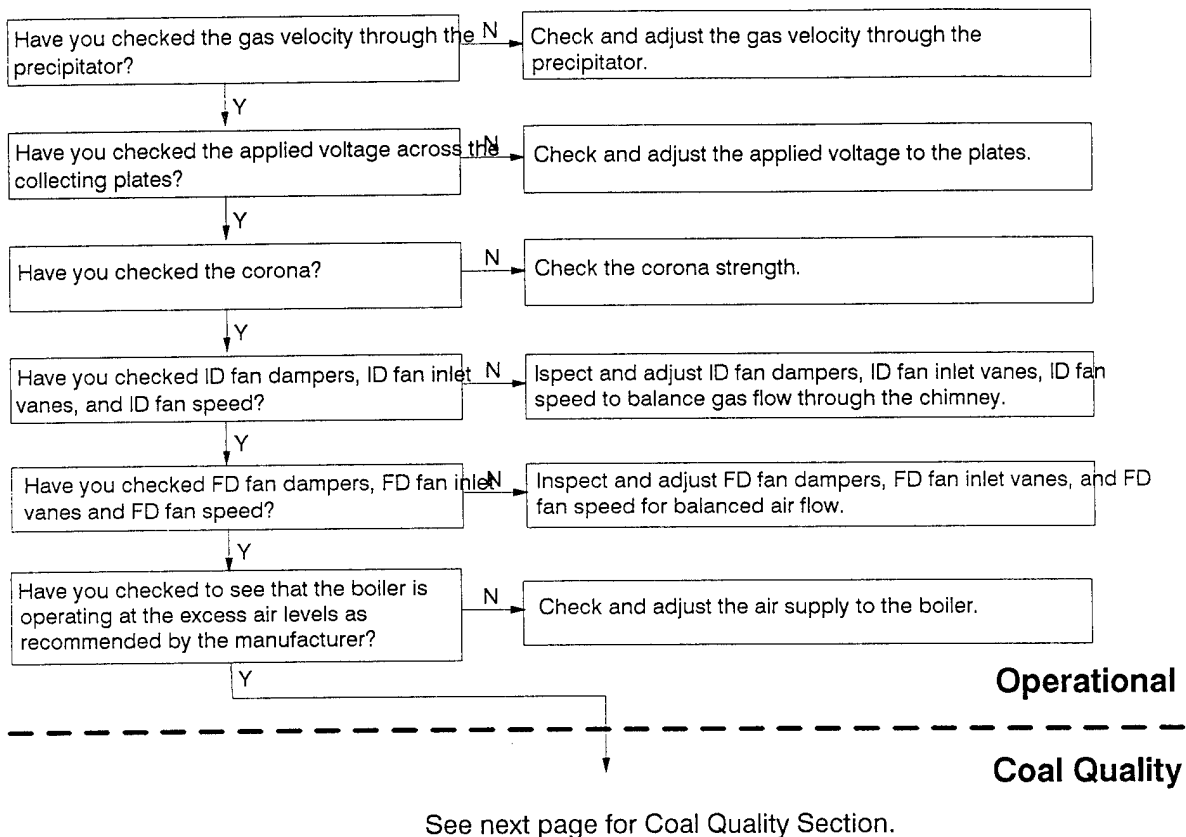 Have you checked the gas velocity through the
precipitator?
N
Check and adjust the gas velocity through the
precipitator.
Y
Have you checked the applied voltage across the
collecting plates?
N
Check and adjust the applied voltage to the plates.
Y
Have you checked the corona?
N
Check the corona strength.
Y
Have you checked ID fan dampers, ID fan inlet
vanes, and ID fan speed?
N
Ispect and adjust ID fan dampers, ID fan inlet vanes, ID fan
speed to balance gas flow through the chimney.
Y
Have you checked FD fan dampers, FD fan inlet
vanes and FD fan speed?
N
Inspect and adjust FD fan dampers, FD fan inlet vanes, and FD
fan speed for balanced air flow.
Y
Have you checked to see that the boiler is
operating at the excess air levels as
recommended by the manufacturer?
N
Check and adjust the air supply to the boiler.
Y
Operational
Coal Quality
See next page for Coal Quality Section.